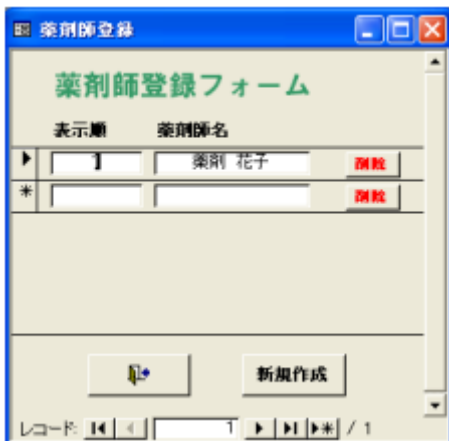 薬剤師登録
薬剤師登録フォーム
表示順 薬剤師名
1 薬剤 花子 削除
削除
新規作成
レコード: 1 / 1